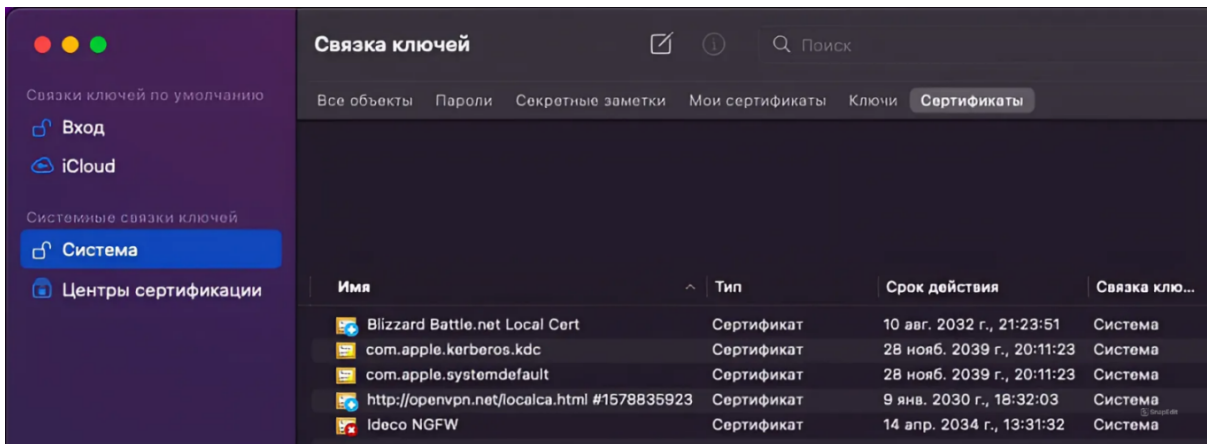 Связка ключей
Поиск
Связки ключей по умолчанию
Вход
iCloud
Системные связки ключей
Система
Центры сертификации
Все объекты Пароли Секретные заметки Мои сертификаты Ключи Сертификаты
Имя Тип Срок действия Связка клю...
Blizzard Battle.net Local Cert Сертификат 10 авг. 2032 г., 21:23:51 Система
com.apple.kerberos.kdc Сертификат 28 нояб. 2039 г., 20:11:23 Система
com.apple.systemdefault Сертификат 28 нояб. 2039 г., 20:11:23 Система
http://openvpn.net/localca.html #1578835923 Сертификат 9 янв. 2030 г., 18:32:03 Система
Ideco NGFW Сертификат 14 апр. 2034 г., 13:31:32 Система
SnapEdit